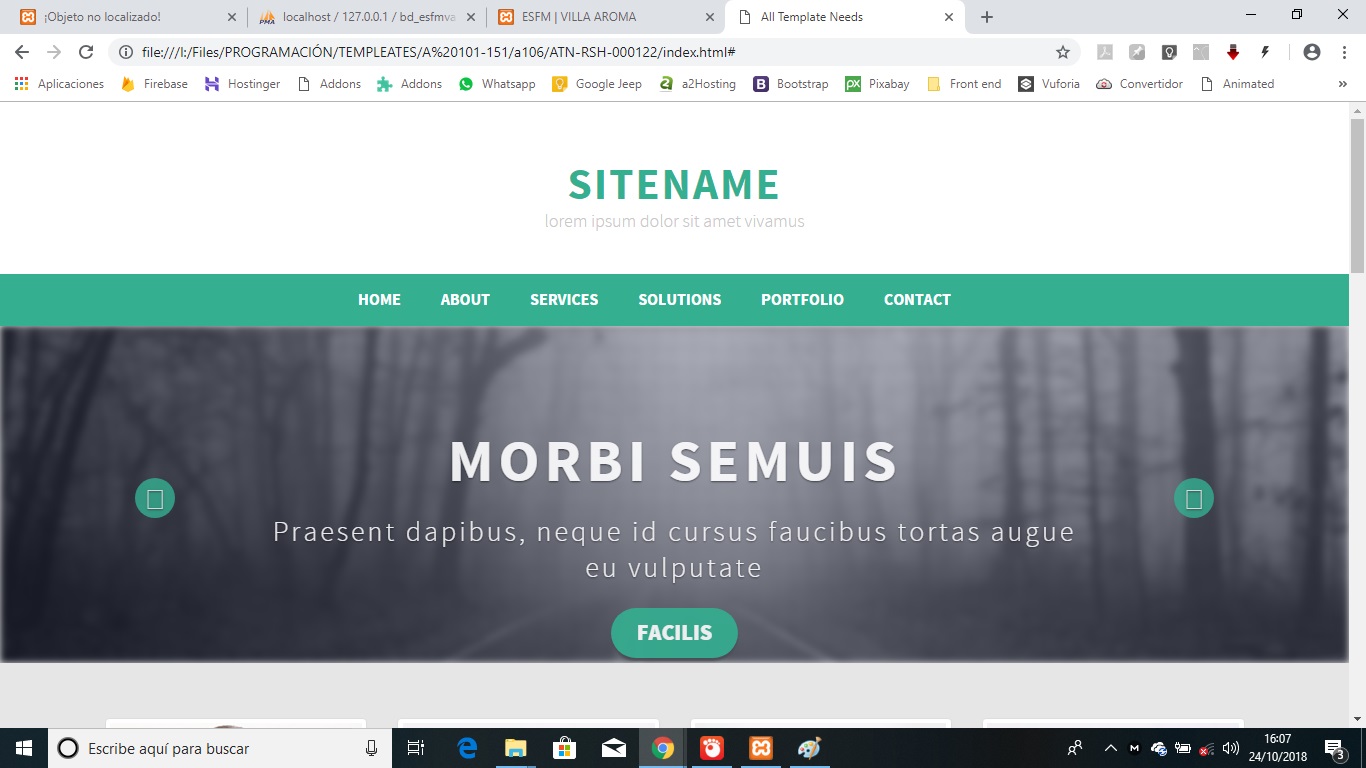 ¡Objeto no localizado!
localhost / 127.0.0.1 / bd_esfmva
ESFM | VILLA AROMA
All Template Needs
file:///I:/Files/PROGRAMACIÓN/TEMPLEATES/A%20101-151/a106/ATN-RSH-000122/index.html#
Aplicaciones Firebase Hostinger Addons Addons Whatsapp Google Jeep a2Hosting Bootstrap Pixabay Front end Vuforia Convertidor Animated »
SITENAME
lorem ipsum dolor sit amet vivamus
HOME ABOUT SERVICES SOLUTIONS PORTFOLIO CONTACT
MORBI SEMUIS
Praesent dapibus, neque id cursus faucibus tortas augue
eu vulputate
FACILIS
Escribe aquí para buscar
16:07
24/10/2018
3